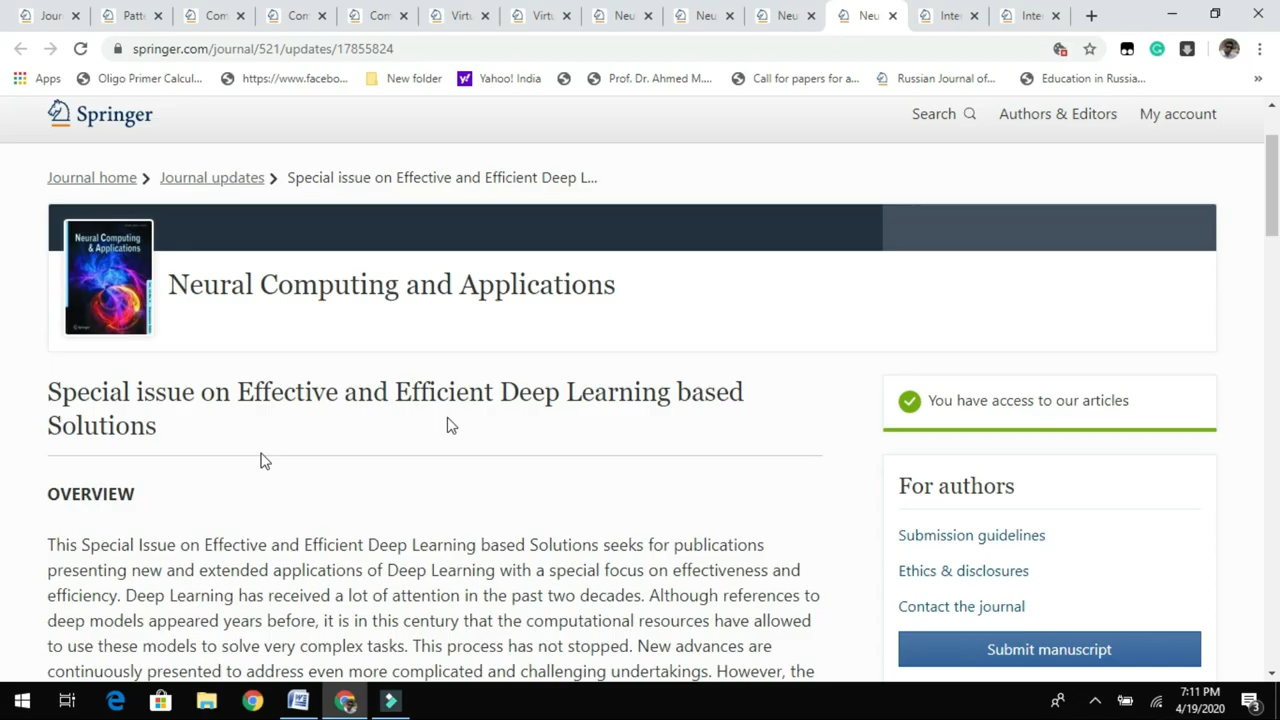 Jour
Patte
Com
Com
Com
Virtu
Virtu
Neu
Neu
Neu
Neu
Inte
Inte
springer.com/journal/521/updates/17855824
Apps
Oligo Primer Calcul...
https://www.facebo...
New folder
Yahoo! India
Prof. Dr. Ahmed M....
Call for papers for a...
Russian Journal of...
Education in Russia...
»
Springer
Search
Authors & Editors
My account
Journal home
Journal updates
Special issue on Effective and Efficient Deep L...
Neural Computing
& Applications
Neural Computing and Applications
Special issue on Effective and Efficient Deep Learning based
Solutions
You have access to our articles
OVERVIEW
This Special Issue on Effective and Efficient Deep Learning based Solutions seeks for publications
presenting new and extended applications of Deep Learning with a special focus on effectiveness and
efficiency. Deep Learning has received a lot of attention in the past two decades. Although references to
deep models appeared years before, it is in this century that the computational resources have allowed
to use these models to solve very complex tasks. This process has not stopped. New advances are
continuously presented to address even more complicated and challenging undertakings. However, the
For authors
Submission guidelines
Ethics & disclosures
Contact the journal
Submit manuscript
7:11 PM
4/19/2020
3